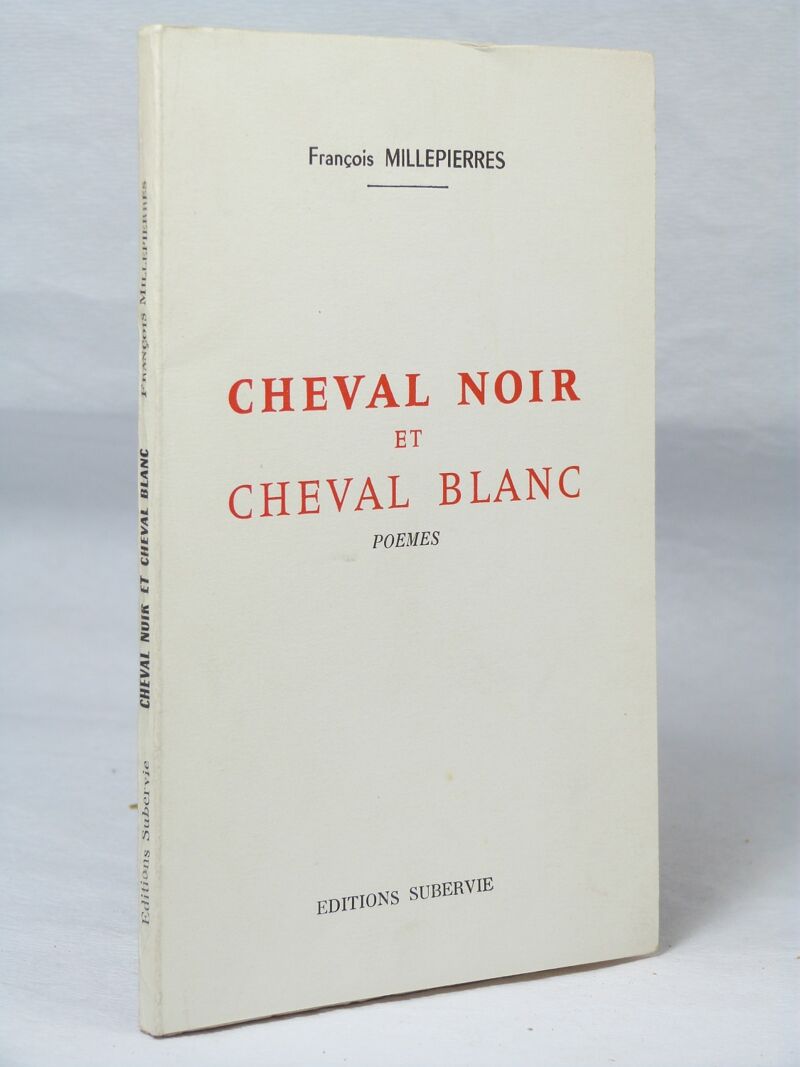 François MILLEPIERRES
CHEVAL NOIR
ET
CHEVAL BLANC
POEMES
EDITIONS SUBERVIE
Editions Subervie CHEVAL NOIR ET CHEVAL BLANC FRANÇOIS MILLEPIERRES